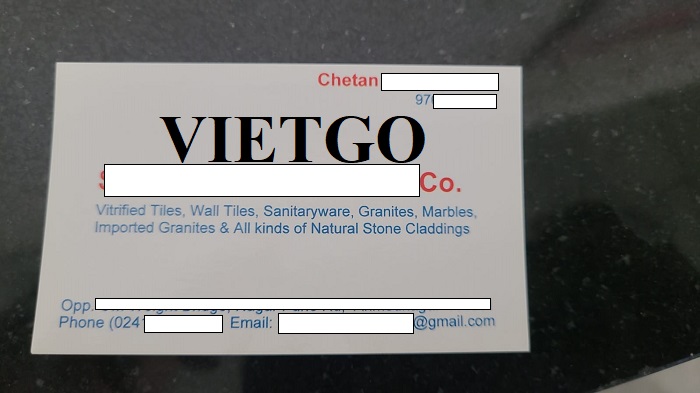 Chetan
97
VIETGO
Co.
Vitrified Tiles, Wall Tiles, Sanitaryware, Granites, Marbles,
Imported Granites & All kinds of Natural Stone Claddings
Opp.
Phone (024 Email: @gmail.com